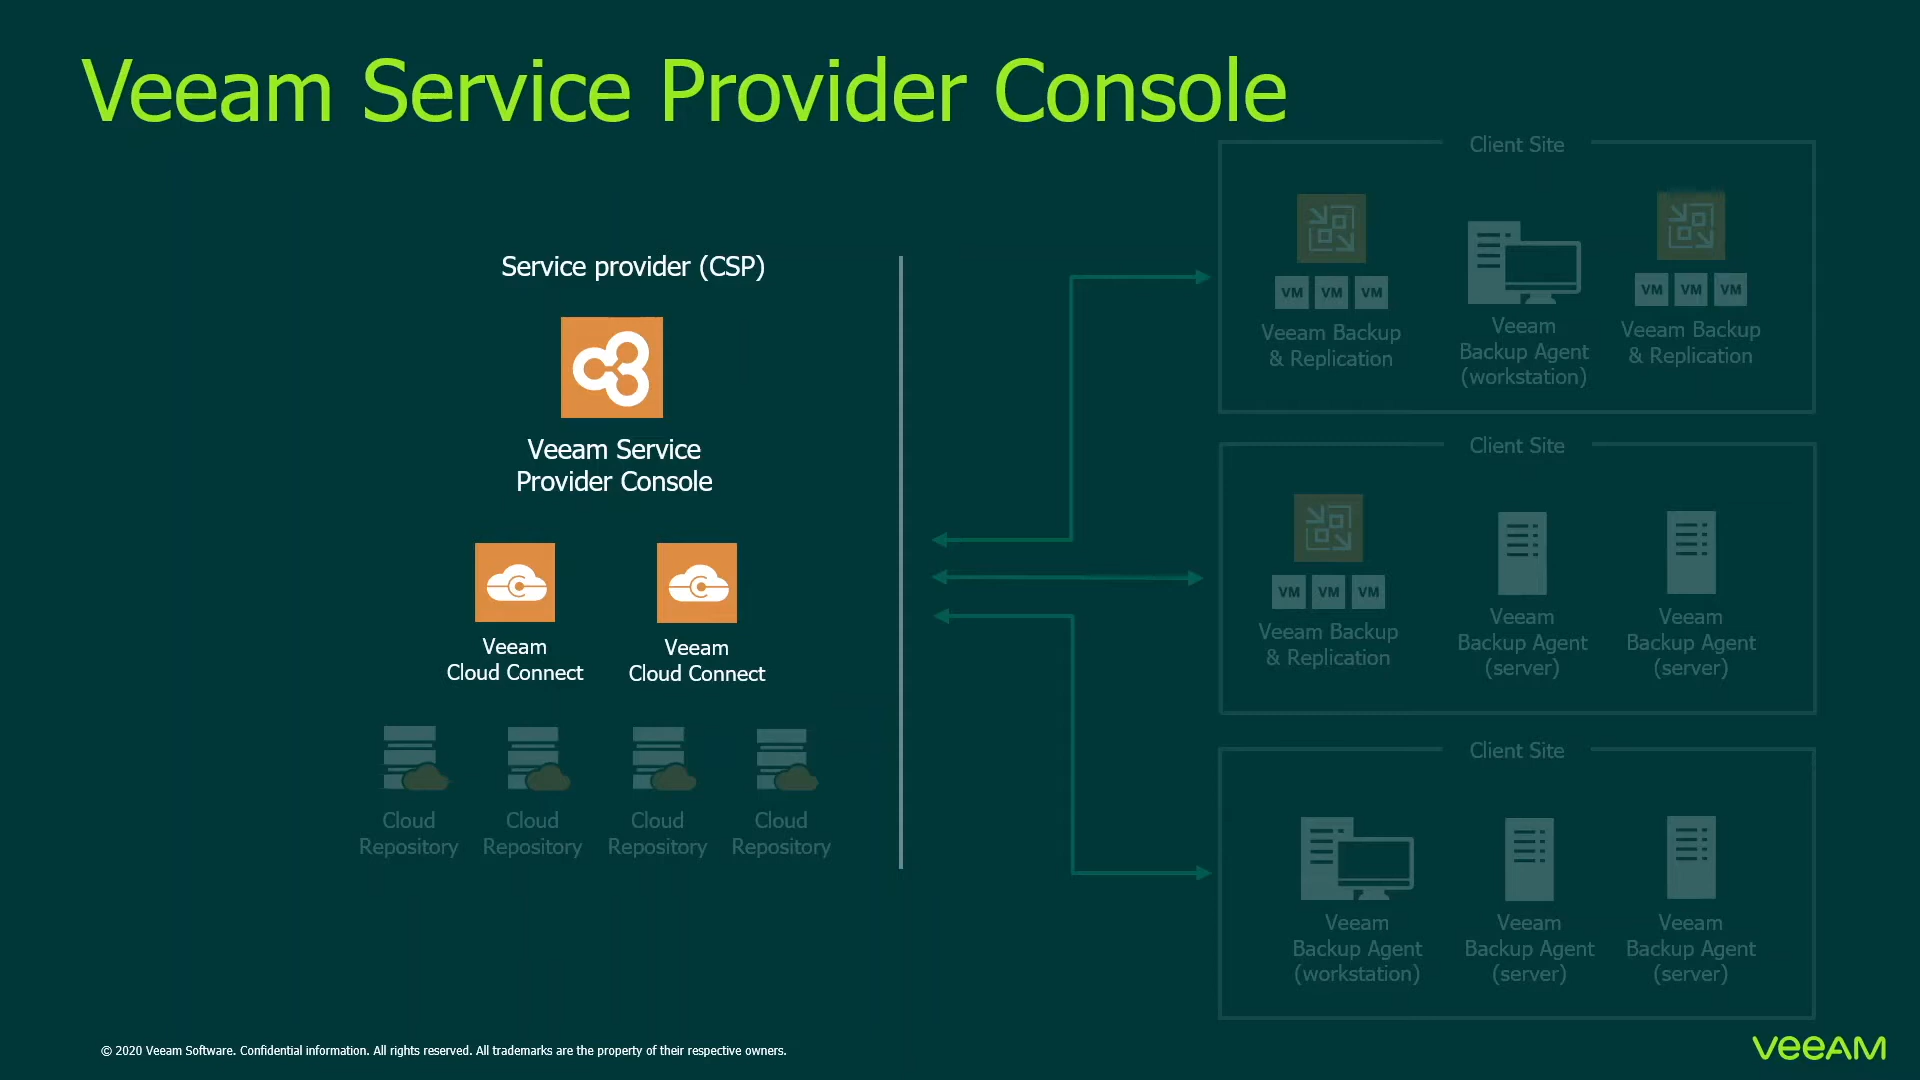 Veeam Service Provider Console
Service provider (CSP)
Veeam Service
Provider Console
Veeam
Cloud Connect
Veeam
Cloud Connect
Cloud
Repository
Cloud
Repository
Cloud
Repository
Cloud
Repository
Client Site
VM VM VM
Veeam Backup
& Replication
Veeam
Backup Agent
(workstation)
VM VM VM
Veeam Backup
& Replication
Client Site
VM VM VM
Veeam Backup
& Replication
Veeam
Backup Agent
(server)
Veeam
Backup Agent
(server)
Client Site
Veeam
Backup Agent
(workstation)
Veeam
Backup Agent
(server)
Veeam
Backup Agent
(server)
© 2020 Veeam Software. Confidential information. All rights reserved. All trademarks are the property of their respective owners.
veeAM